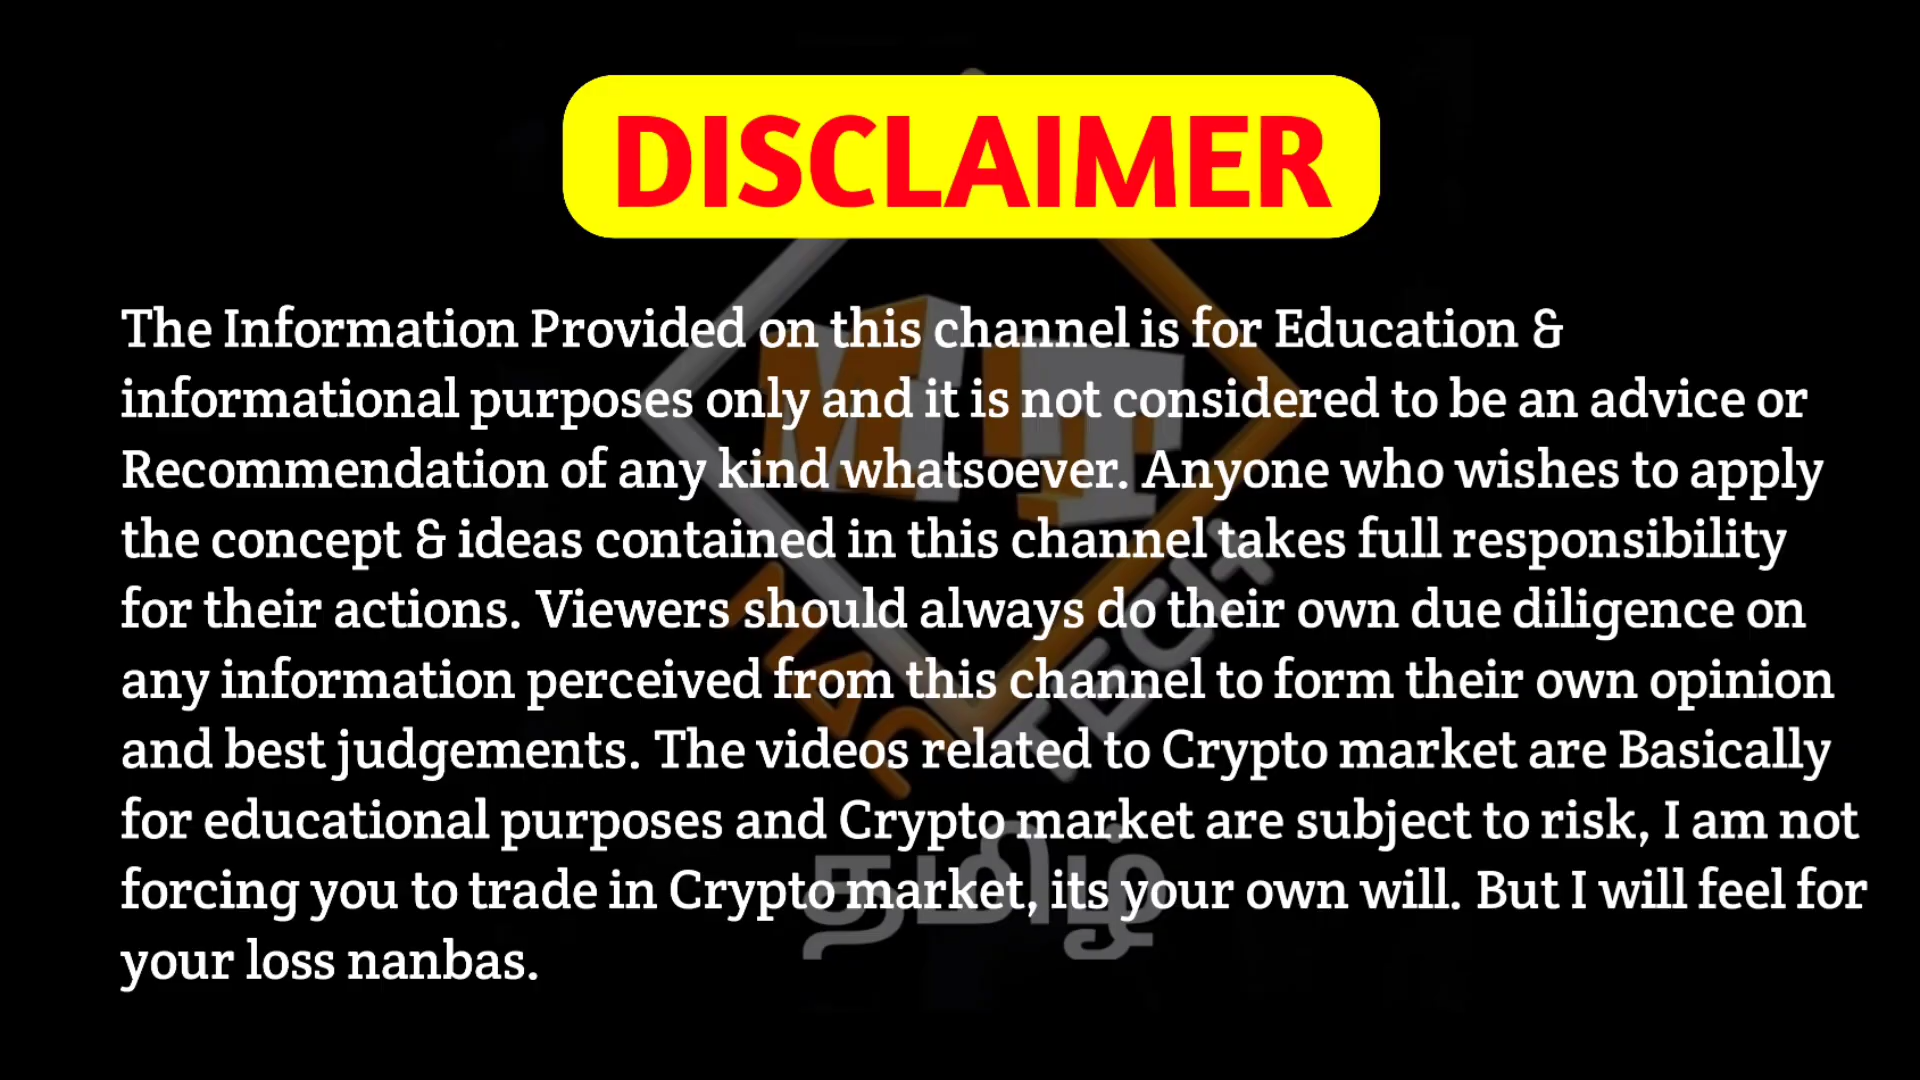 DISCLAIMER
The Information Provided on this channel is for Education &
informational purposes only and it is not considered to be an advice or
Recommendation of any kind whatsoever. Anyone who wishes to apply
the concept & ideas contained in this channel takes full responsibility
for their actions. Viewers should always do their own due diligence on
any information perceived from this channel to form their own opinion
and best judgements. The videos related to Crypto market are Basically
for educational purposes and Crypto market are subject to risk, I am not
forcing you to trade in Crypto market, its your own will. But I will feel for
your loss nanbas.
MT
TECH
தமிழ்